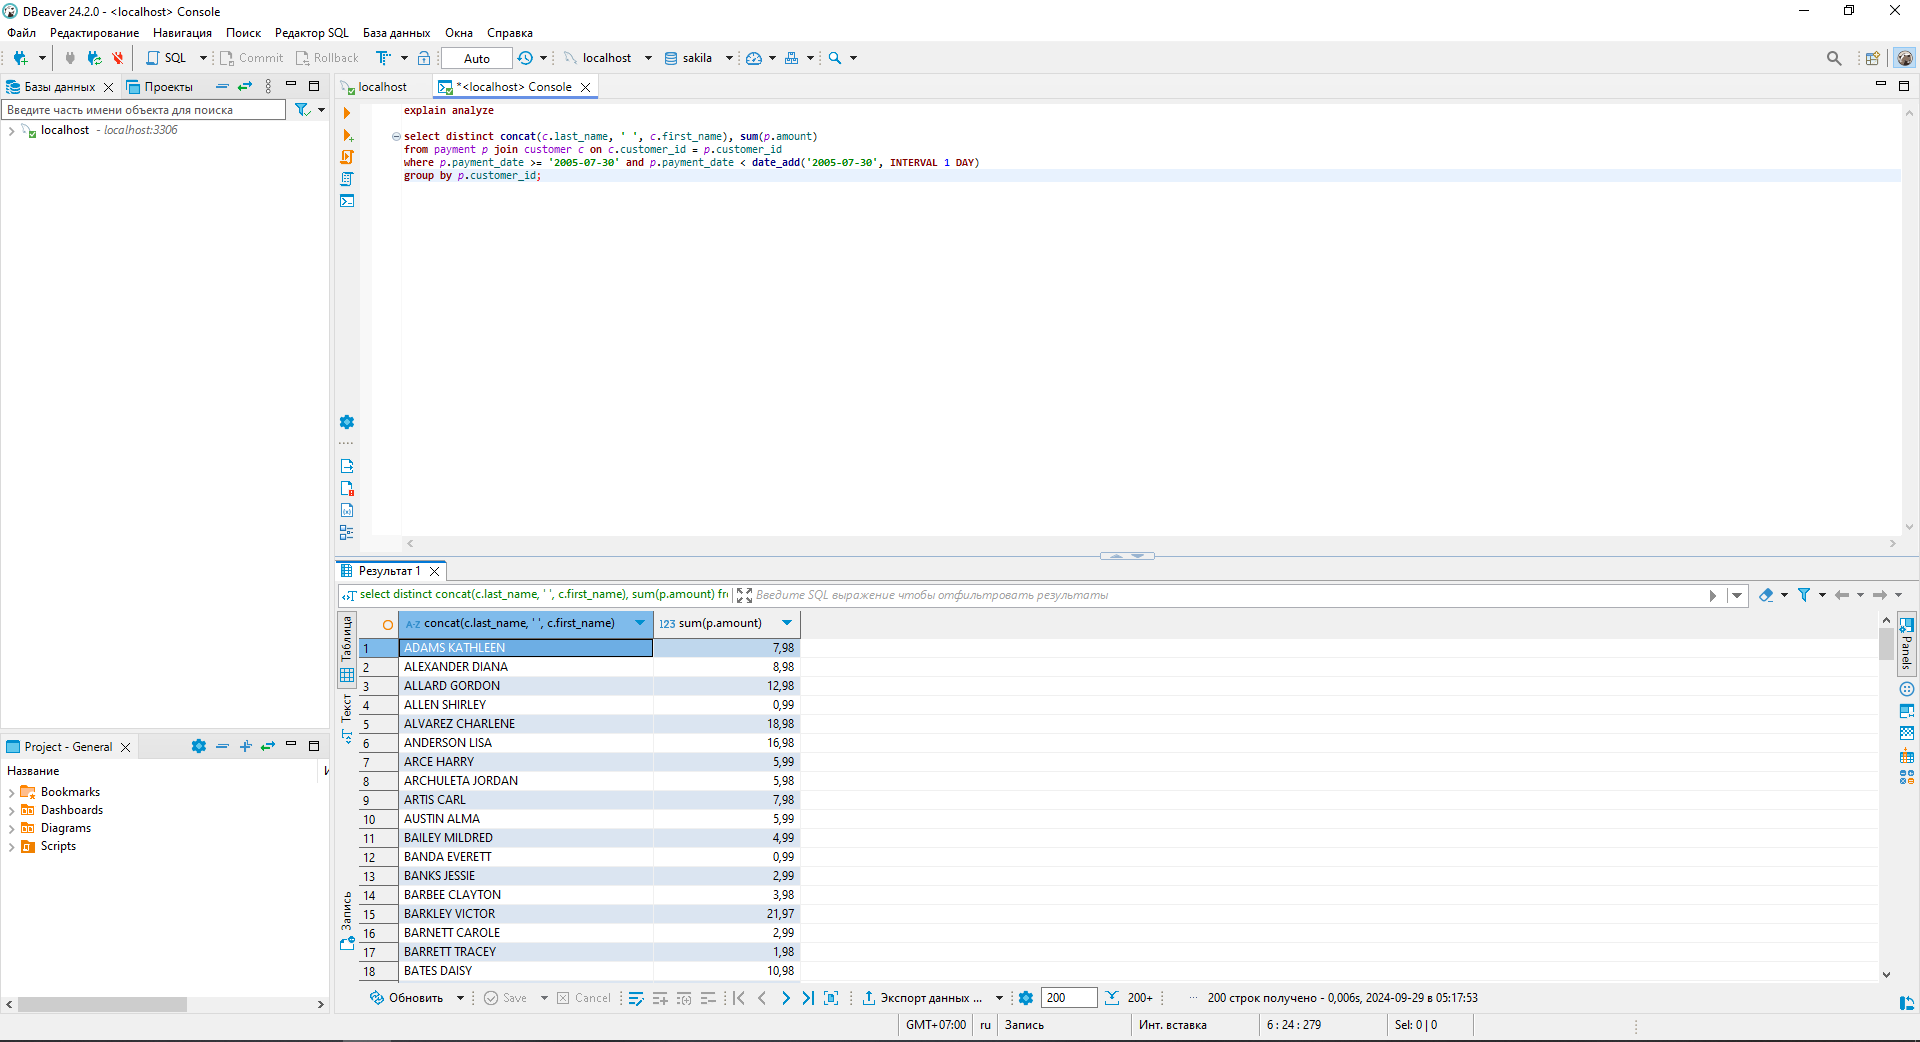 DBeaver 24.2.0 - <localhost> Console
Файл Редактирование Навигация Поиск Редактор SQL База данных Окна Справка
SQL Commit Rollback Auto localhost sakila
Базы данных Проекты
localhost *<localhost> Console
Введите часть имени объекта для поиска
localhost - localhost:3306
explain analyze
select distinct concat(c.last_name, ' ', c.first_name), sum(p.amount)
from payment p join customer c on c.customer_id = p.customer_id
where p.payment_date >= '2005-07-30' and p.payment_date < date_add('2005-07-30', INTERVAL 1 DAY)
group by p.customer_id;
Результат 1
select distinct concat(c.last_name, ' ', c.first_name), sum(p.amount) fr
Введите SQL выражение чтобы отфильтровать результаты
Таблица
Текст
Запись
Panels
A-Z concat(c.last_name, ' ', c.first_name) 123 sum(p.amount)
1 ADAMS KATHLEEN 7,98
2 ALEXANDER DIANA 8,98
3 ALLARD GORDON 12,98
4 ALLEN SHIRLEY 0,99
5 ALVAREZ CHARLENE 18,98
6 ANDERSON LISA 16,98
7 ARCE HARRY 5,99
8 ARCHULETA JORDAN 5,98
9 ARTIS CARL 7,98
10 AUSTIN ALMA 5,99
11 BAILEY MILDRED 4,99
12 BANDA EVERETT 0,99
13 BANKS JESSIE 2,99
14 BARBEE CLAYTON 3,98
15 BARKLEY VICTOR 21,97
16 BARNETT CAROLE 2,99
17 BARRETT TRACEY 1,98
18 BATES DAISY 10,98
Project - General
Название
Bookmarks
Dashboards
Diagrams
Scripts
Обновить Save Cancel Экспорт данных ... 200 200+ 200 строк получено - 0,006s, 2024-09-29 в 05:17:53
GMT+07:00 ru Запись Инт. вставка 6 : 24 : 279 Sel: 0 | 0